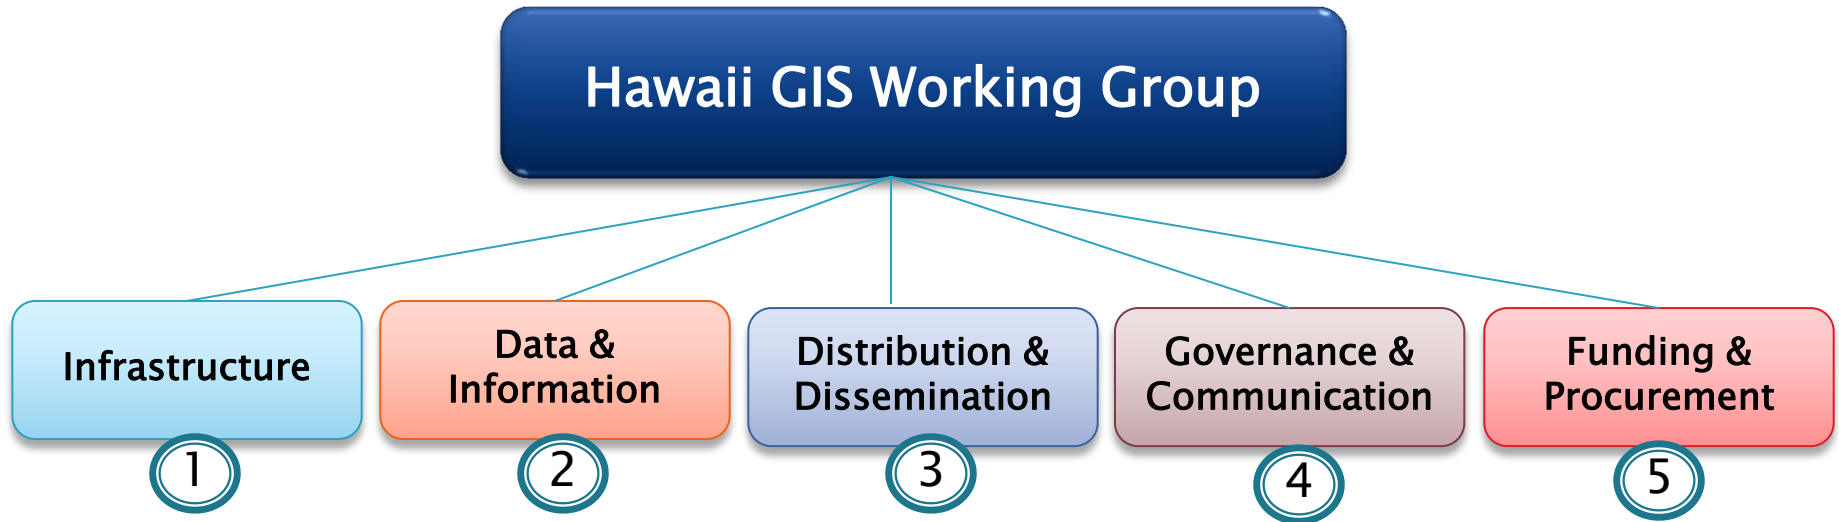 Hawaii GIS Working Group
Infrastructure
Data &
Information
Distribution &
Dissemination
Governance &
Communication
Funding &
Procurement
1
2
3
4
5